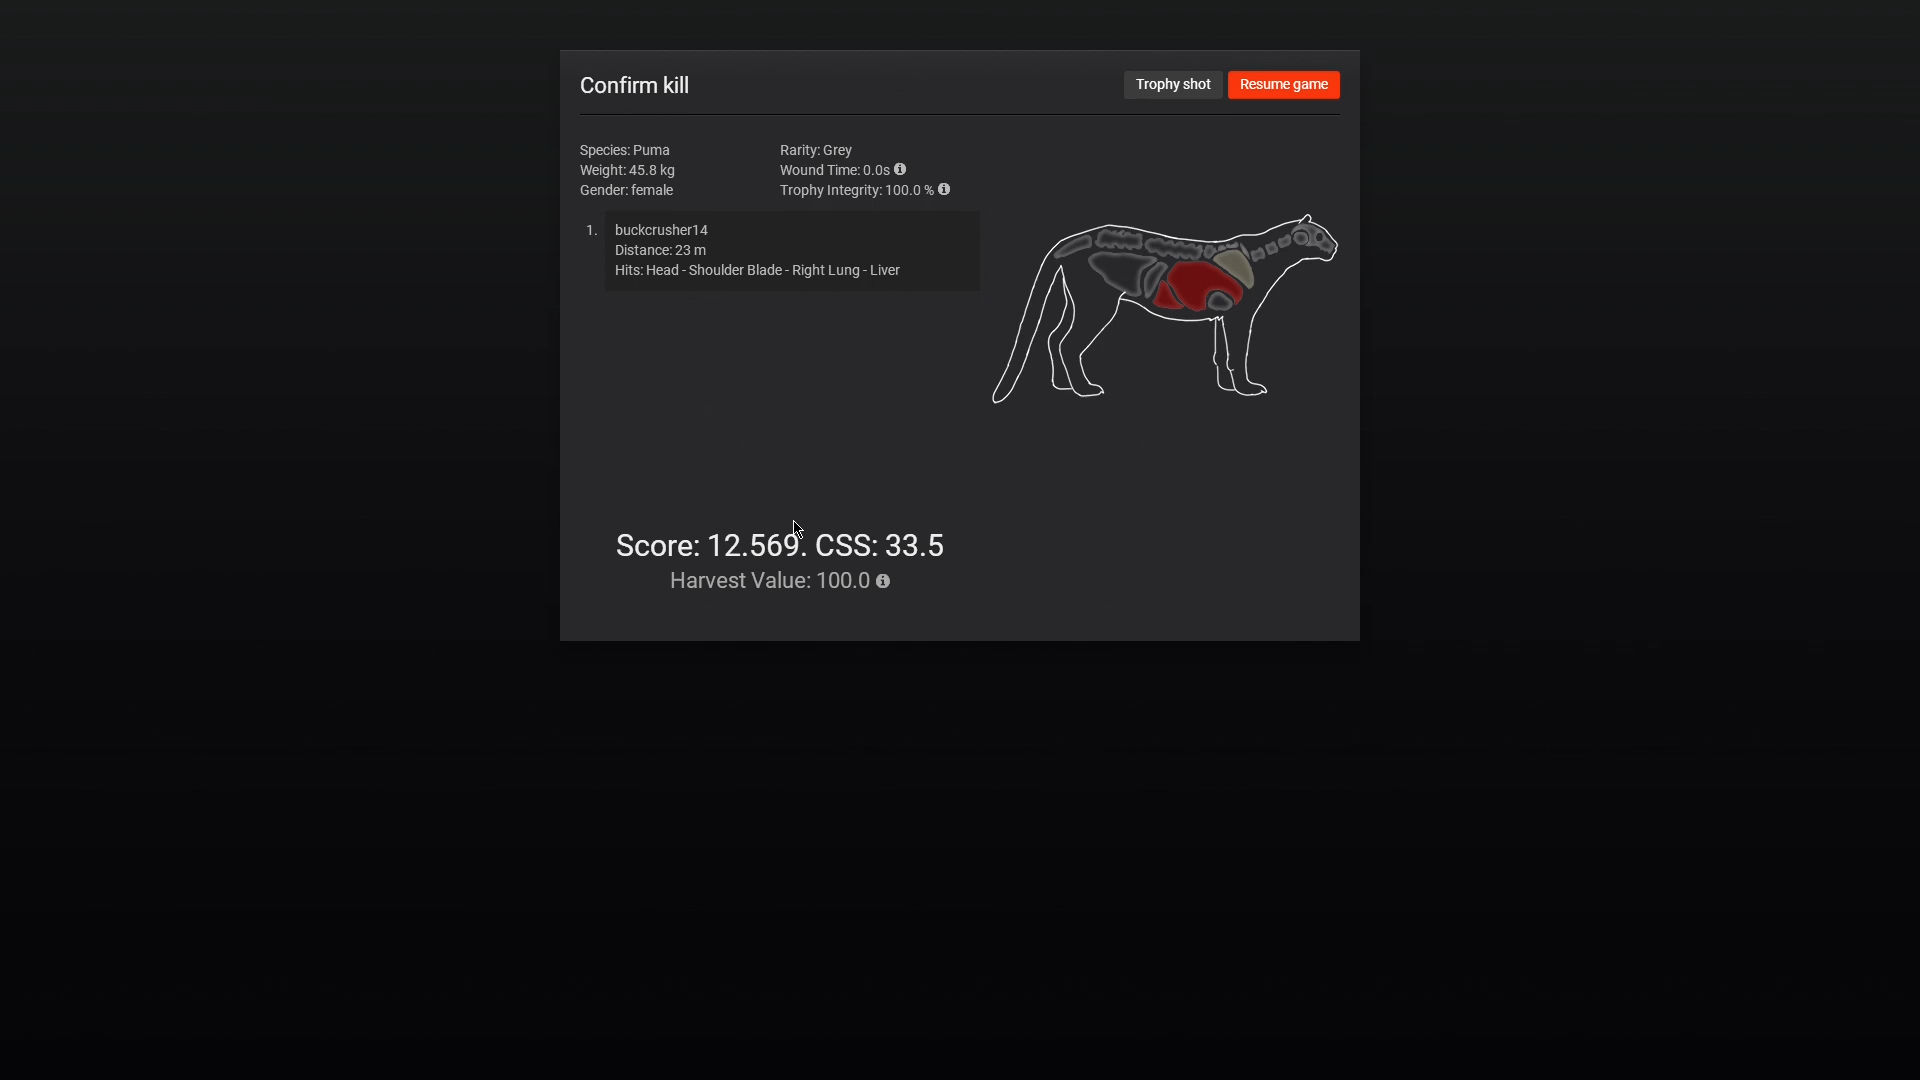 Confirm kill
Trophy shot
Resume game
Species: Puma
Rarity: Grey
Weight: 45.8 kg
Wound Time: 0.0s
Gender: female
Trophy Integrity: 100.0 %
1.
buckcrusher14
Distance: 23 m
Hits: Head - Shoulder Blade - Right Lung - Liver
Score: 12.569. CSS: 33.5
Harvest Value: 100.0